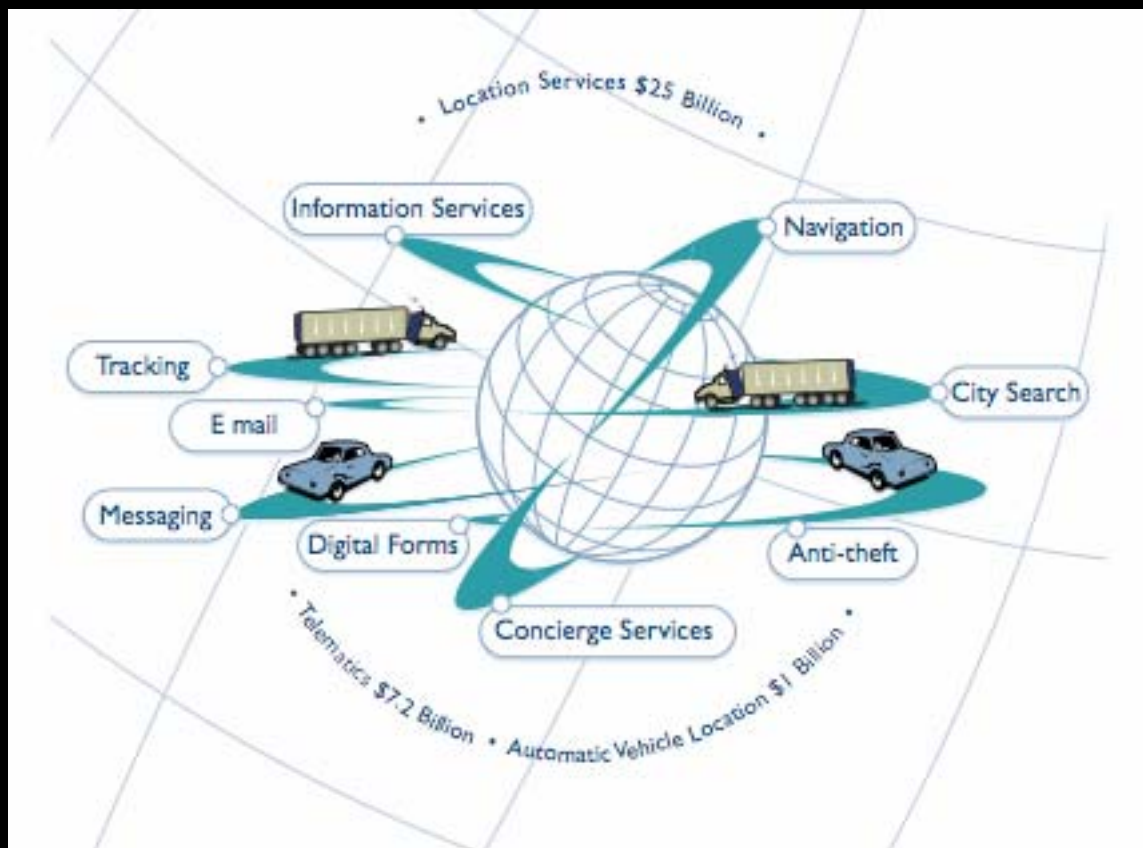 Location Services $25 Billion
Information Services
Navigation
Tracking
City Search
E mail
Messaging
Digital Forms
Anti-theft
Concierge Services
• Telematics $7.2 Billion • Automatic Vehicle Location $1 Billion •